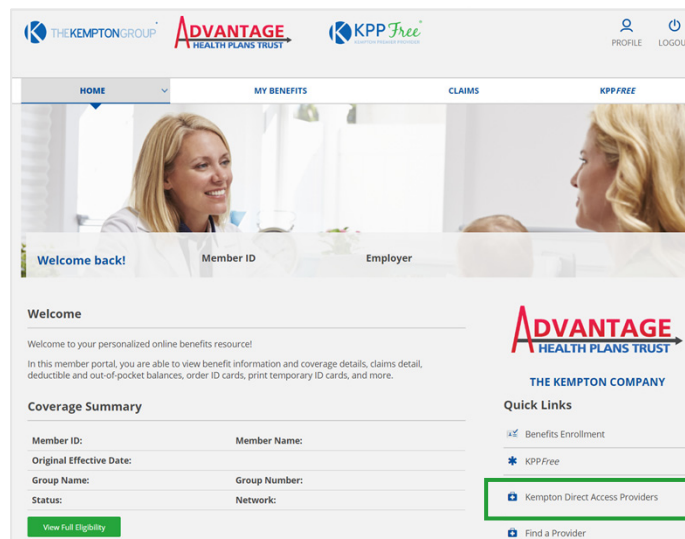 THEKEMPTONGROUP
ADVANTAGE
HEALTH PLANS TRUST
KPPFree
KEMPTON PREMIER PROVIDERS
PROFILE LOGOU
HOME MY BENEFITS CLAIMS KPPFREE
Welcome back! Member ID Employer
Welcome
Welcome to your personalized online benefits resource!
In this member portal, you are able to view benefit information and coverage details, claims detail,
deductible and out-of-pocket balances, order ID cards, print temporary ID cards, and more.
Coverage Summary
Member ID: Member Name:
Original Effective Date:
Group Name: Group Number:
Status: Network:
View Full Eligibility
ADVANTAGE
HEALTH PLANS TRUST
THE KEMPTON COMPANY
Quick Links
Benefits Enrollment
KPPFree
Kempton Direct Access Providers
Find a Provider